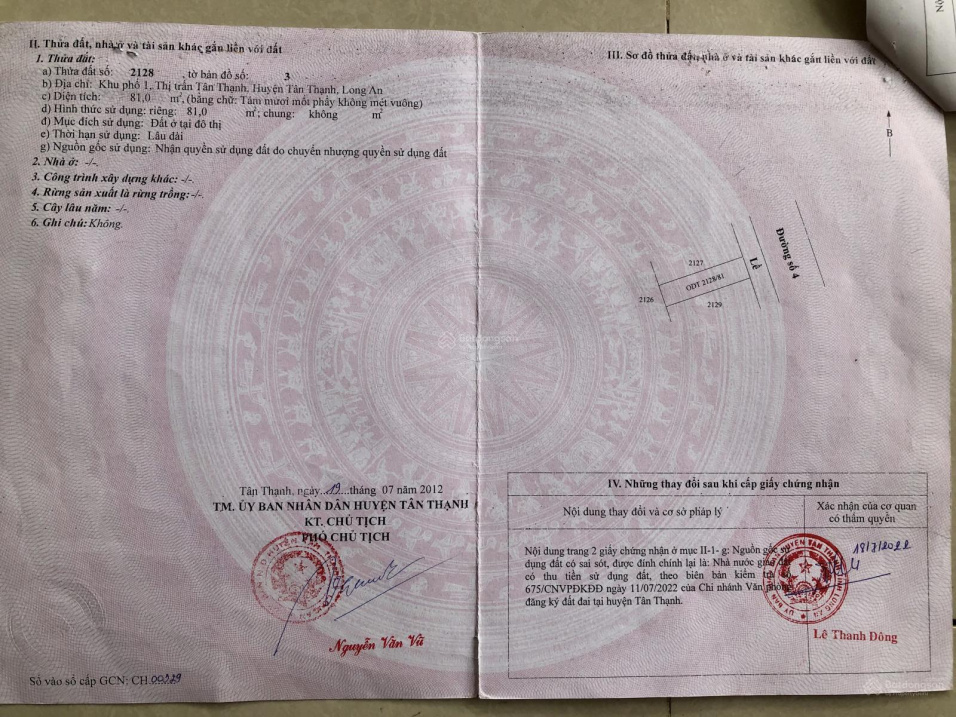 II. Thửa đất, nhà ở và tài sản khác gắn liền với đất
1. Thửa đất:
a) Thửa đất số: 2128 , tờ bản đồ số: 3
b) Địa chỉ: Khu phố 1, Thị trấn Tân Thạnh, Huyện Tân Thạnh, Long An
c) Diện tích: 81,0 m², (bằng chữ: Tám mươi mốt phẩy không mét vuông)
d) Hình thức sử dụng: riêng: 81,0 m²; chung: không m²
đ) Mục đích sử dụng: Đất ở tại đô thị
e) Thời hạn sử dụng: Lâu dài
g) Nguồn gốc sử dụng: Nhận quyền sử dụng đất do chuyển nhượng quyền sử dụng đất
2. Nhà ở: -/-.
3. Công trình xây dựng khác: -/-.
4. Rừng sản xuất là rừng trồng: -/-.
5. Cây lâu năm: -/-.
6. Ghi chú: Không.
Tân Thạnh, ngày 19 tháng 07 năm 2012
TM. ỦY BAN NHÂN DÂN HUYỆN TÂN THẠNH
KT. CHỦ TỊCH
PHÓ CHỦ TỊCH
Nguyễn Văn Vũ
Số vào sổ cấp GCN: CH 00329
III. Sơ đồ thửa đất, nhà ở và tài sản khác gắn liền với đất
B
Đường số 4
Lề
2127
ODT 2128/81
2126
2129
IV. Những thay đổi sau khi cấp giấy chứng nhận
Nội dung thay đổi và cơ sở pháp lý
Xác nhận của cơ quan
có thẩm quyền
Nội dung trang 2 giấy chứng nhận ở mục II-1- g: Nguồn gốc sử
dụng đất có sai sót, được đính chính lại là: Nhà nước giao đất
có thu tiền sử dụng đất, theo biên bản kiểm tra số
675/CNVPĐKĐĐ ngày 11/07/2022 của Chi nhánh Văn phòng
đăng ký đất đai tại huyện Tân Thạnh.
18/7/2022
Lê Thanh Đông